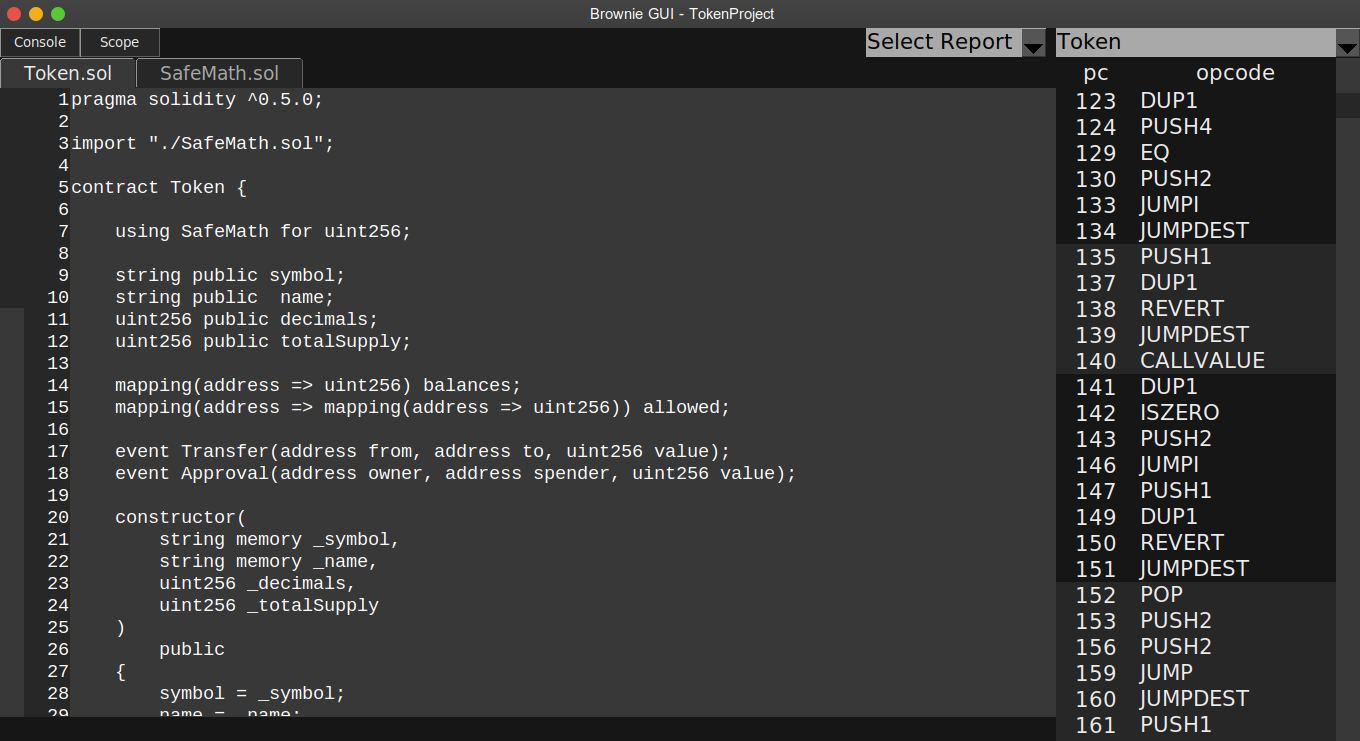 Brownie GUI - TokenProject
Console Scope Select Report Token
Token.sol SafeMath.sol
1pragma solidity ^0.5.0;
2
3import "./SafeMath.sol";
4
5contract Token {
6
7    using SafeMath for uint256;
8
9    string public symbol;
10    string public  name;
11    uint256 public decimals;
12    uint256 public totalSupply;
13
14    mapping(address => uint256) balances;
15    mapping(address => mapping(address => uint256)) allowed;
16
17    event Transfer(address from, address to, uint256 value);
18    event Approval(address owner, address spender, uint256 value);
19
20    constructor(
21        string memory _symbol,
22        string memory _name,
23        uint256 _decimals,
24        uint256 _totalSupply
25    )
26        public
27    {
28        symbol = _symbol;
29        name = _name;
pc opcode
123 DUP1
124 PUSH4
129 EQ
130 PUSH2
133 JUMPI
134 JUMPDEST
135 PUSH1
137 DUP1
138 REVERT
139 JUMPDEST
140 CALLVALUE
141 DUP1
142 ISZERO
143 PUSH2
146 JUMPI
147 PUSH1
149 DUP1
150 REVERT
151 JUMPDEST
152 POP
153 PUSH2
156 PUSH2
159 JUMP
160 JUMPDEST
161 PUSH1